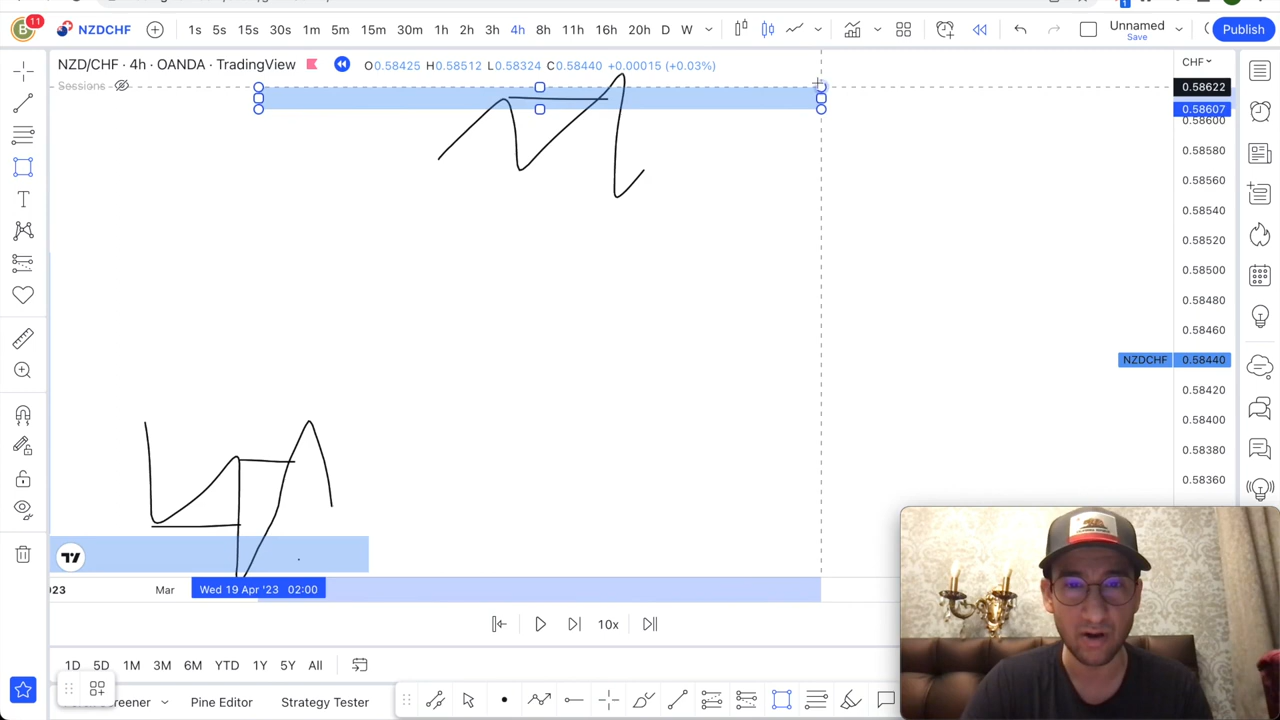 B 11 NZDCHF 1s 5s 15s 30s 1m 5m 15m 30m 1h 2h 3h 4h 8h 11h 16h 20h D W Unnamed Save Publish
1
NZD/CHF · 4h · OANDA · TradingView O0.58425 H0.58512 L0.58324 C0.58440 +0.00015 (+0.03%) CHF
Sessions
0.58622
0.58607
0.58600
0.58580
0.58560
0.58540
0.58520
0.58500
0.58480
0.58460
NZDCHF 0.58440
0.58420
0.58400
0.58380
0.58360
Mar Wed 19 Apr '23 02:00
10x
1D 5D 1M 3M 6M YTD 1Y 5Y All
Pine Editor Strategy Tester